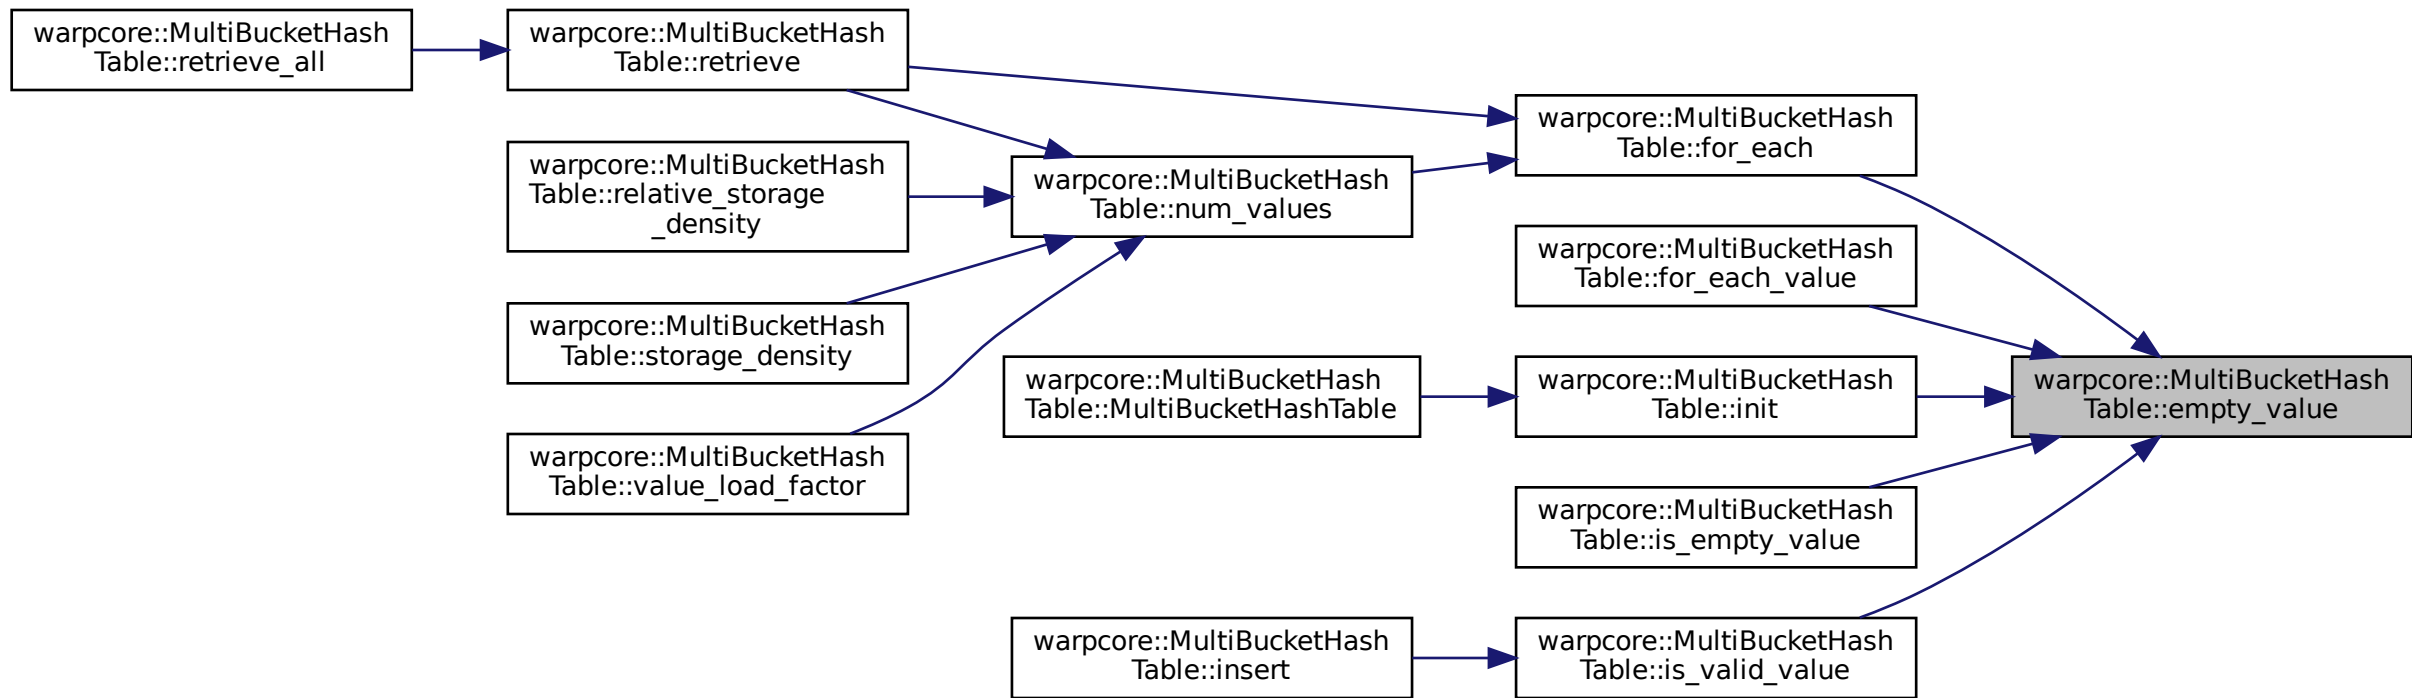 warpcore::MultiBucketHash
Table::retrieve_all
warpcore::MultiBucketHash
Table::retrieve
warpcore::MultiBucketHash
Table::relative_storage
_density
warpcore::MultiBucketHash
Table::storage_density
warpcore::MultiBucketHash
Table::value_load_factor
warpcore::MultiBucketHash
Table::num_values
warpcore::MultiBucketHash
Table::MultiBucketHashTable
warpcore::MultiBucketHash
Table::insert
warpcore::MultiBucketHash
Table::for_each
warpcore::MultiBucketHash
Table::for_each_value
warpcore::MultiBucketHash
Table::init
warpcore::MultiBucketHash
Table::is_empty_value
warpcore::MultiBucketHash
Table::is_valid_value
warpcore::MultiBucketHash
Table::empty_value